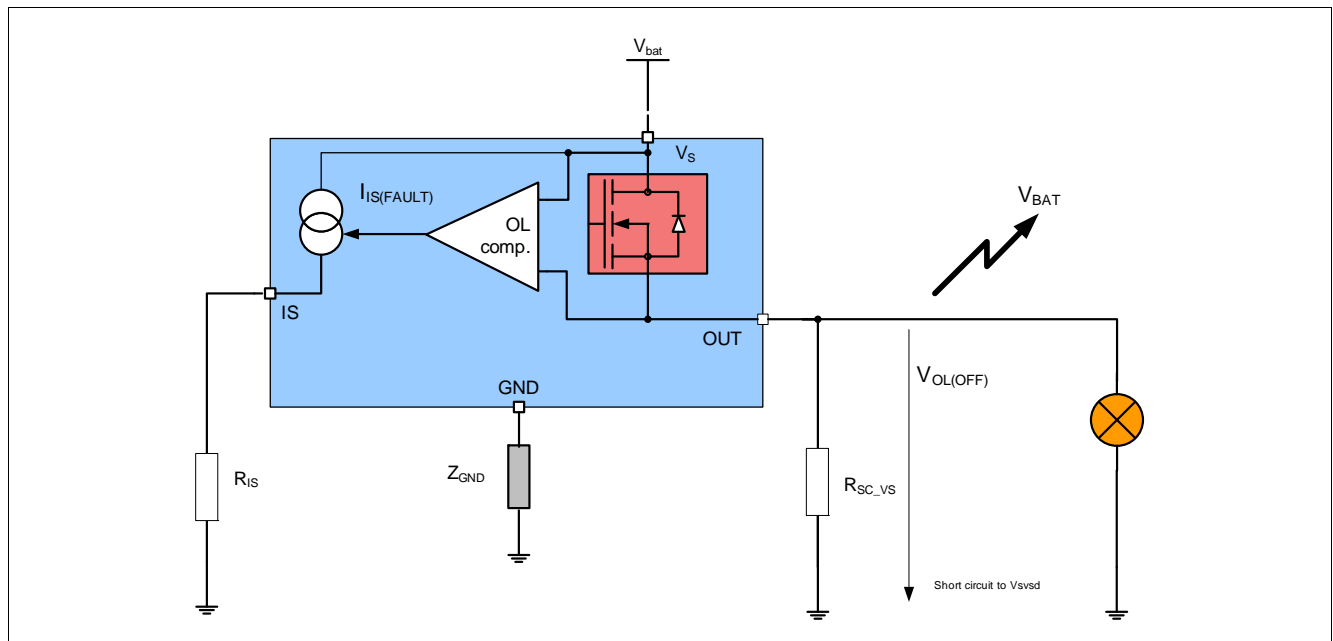 Vbat
VS
IIS(FAULT)
OL
comp.
VBAT
IS
OUT
VOL(OFF)
GND
RIS
ZGND
RSC_VS
Short circuit to Vsvsd